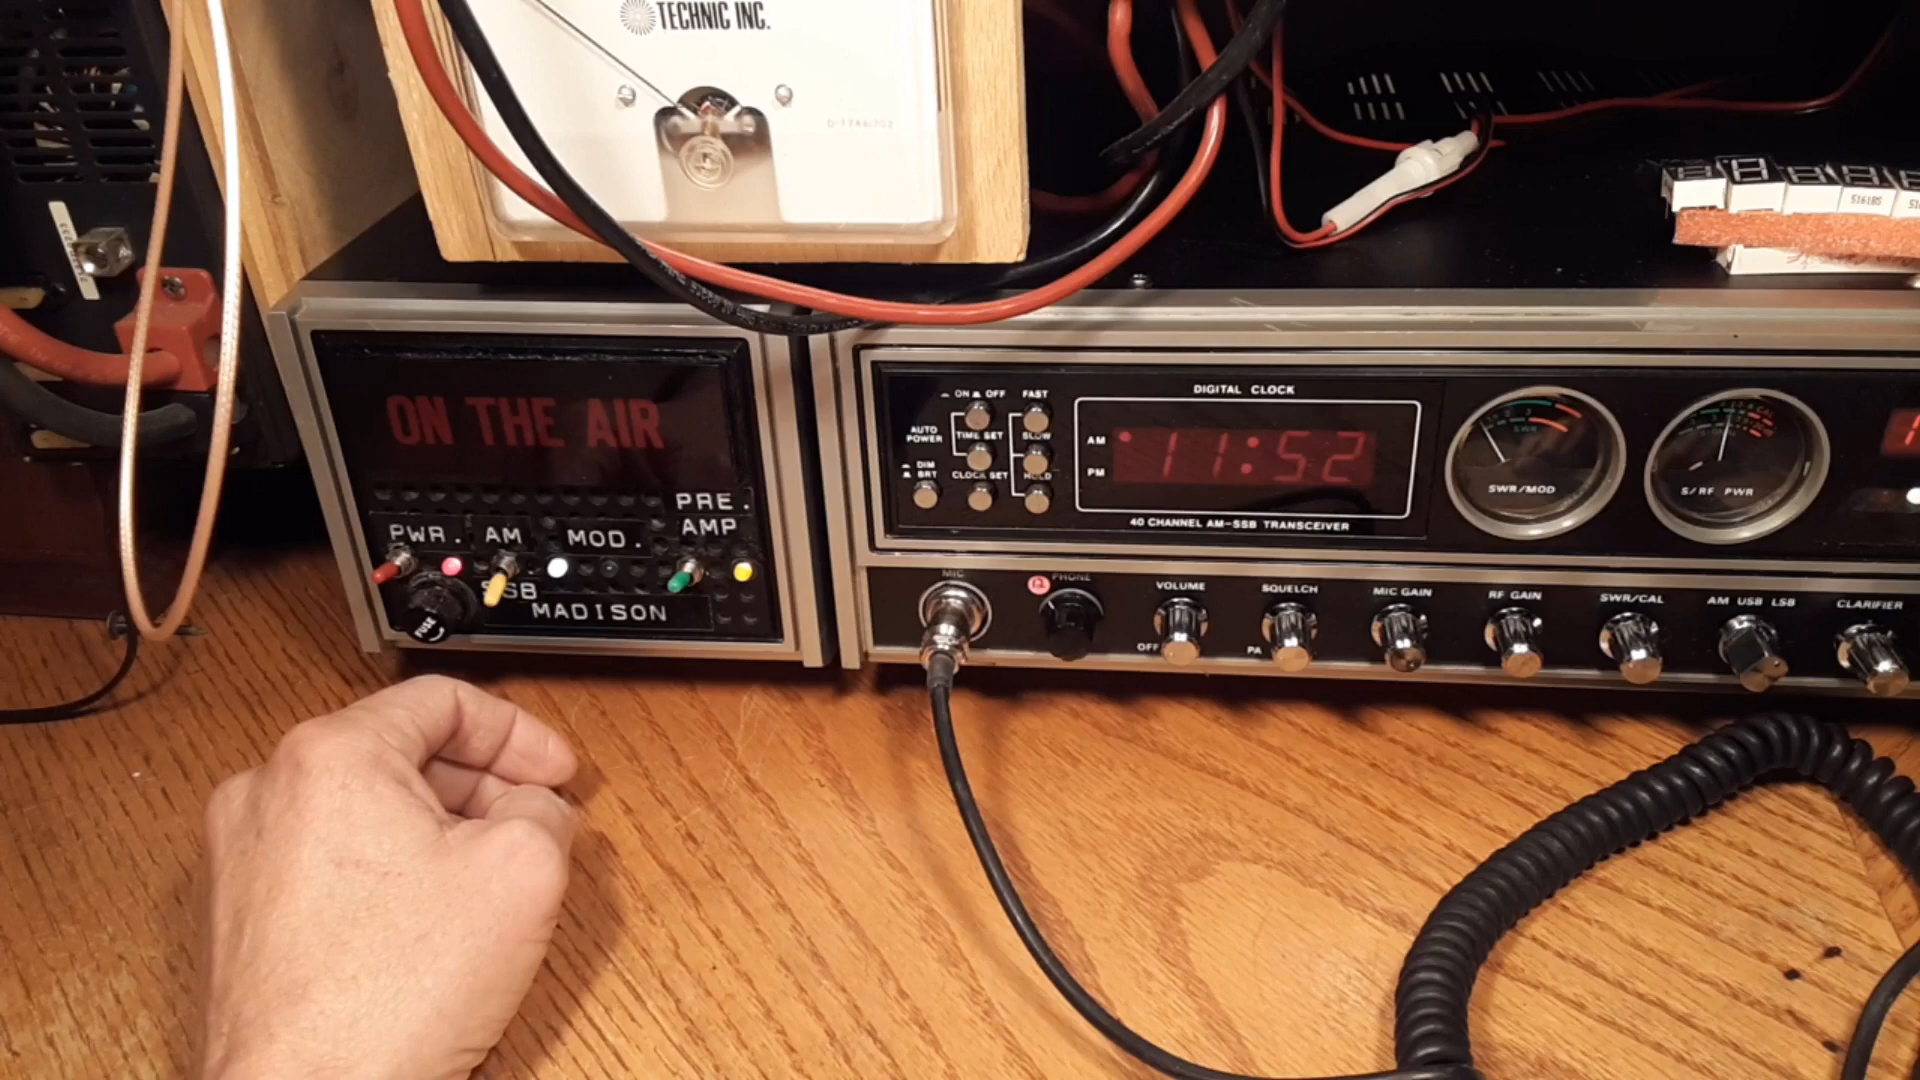 TECHNIC INC.
ON THE AIR
PRE.
AMP
PWR.
AM
MOD.
SSB
MADISON
FUSE
ON OFF
FAST
AUTO
POWER
TIME SET
SLOW
DIM
BRT
CLOCK SET
HOLD
DIGITAL CLOCK
AM
PM
11:52
40 CHANNEL AM-SSB TRANSCEIVER
SWR
SWR/MOD
CAL
S/RF PWR
MIC
PHONE
VOLUME
OFF
SQUELCH
PA
MIC GAIN
RF GAIN
SWR/CAL
AM USB LSB
CLARIFIER
5161BS